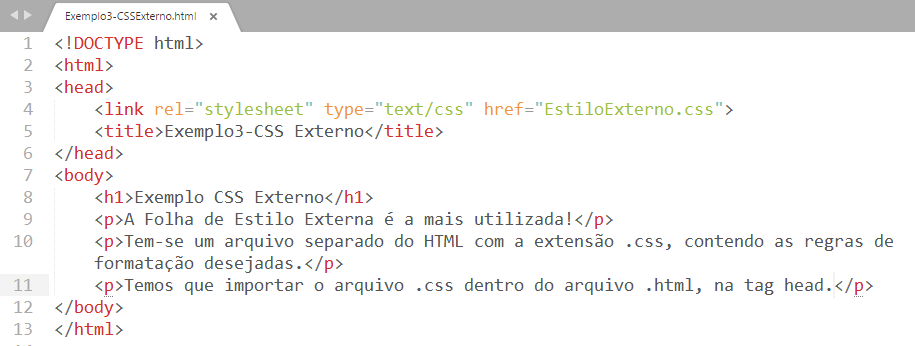 Exemplo3-CSSExterno.html ×
1 <!DOCTYPE html>
2 <html>
3 <head>
4 <link rel="stylesheet" type="text/css" href="EstiloExterno.css">
5 <title>Exemplo3-CSS Externo</title>
6 </head>
7 <body>
8 <h1>Exemplo CSS Externo</h1>
9 <p>A Folha de Estilo Externa é a mais utilizada!</p>
10 <p>Tem-se um arquivo separado do HTML com a extensão .css, contendo as regras de
formatação desejadas.</p>
11 <p>Temos que importar o arquivo .css dentro do arquivo .html, na tag head.</p>
12 </body>
13 </html>